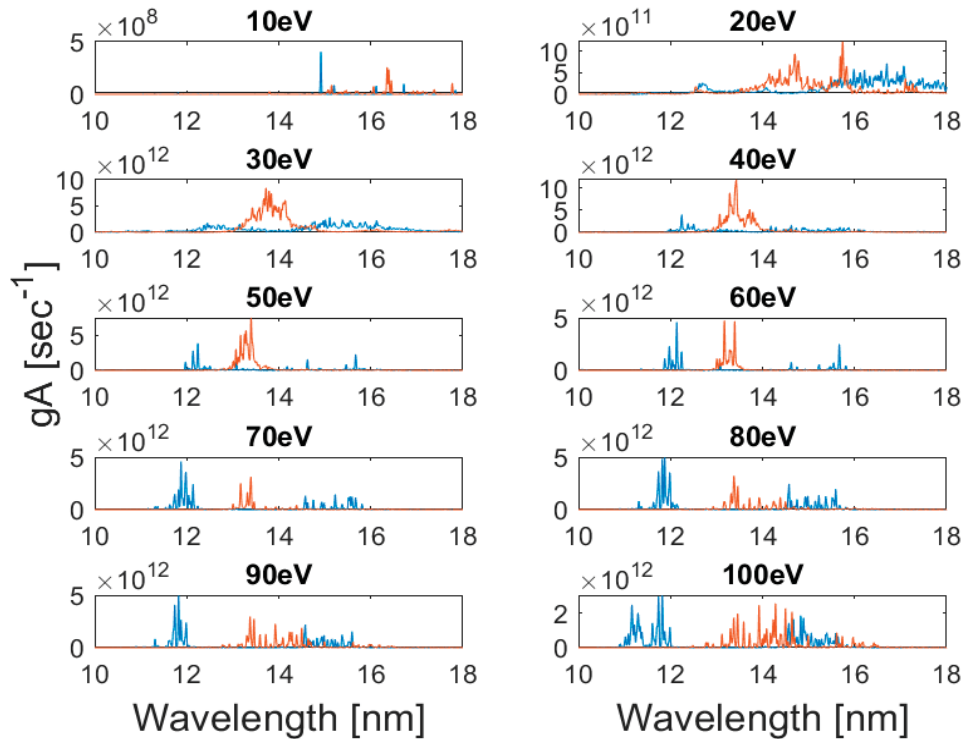 ×10^8 10eV
5
0
10 12 14 16 18
×10^11 20eV
10
5
0
10 12 14 16 18
×10^12 30eV
10
5
0
10 12 14 16 18
×10^12 40eV
10
5
0
10 12 14 16 18
×10^12 50eV
5
0
10 12 14 16 18
×10^12 60eV
5
0
10 12 14 16 18
×10^12 70eV
5
0
10 12 14 16 18
×10^12 80eV
5
0
10 12 14 16 18
×10^12 90eV
5
0
10 12 14 16 18
×10^12 100eV
2
0
10 12 14 16 18
gA [sec^-1]
Wavelength [nm]
Wavelength [nm]